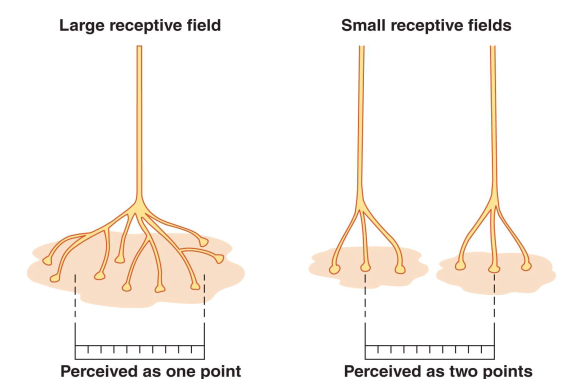 Large receptive field
Small receptive fields
Perceived as one point
Perceived as two points